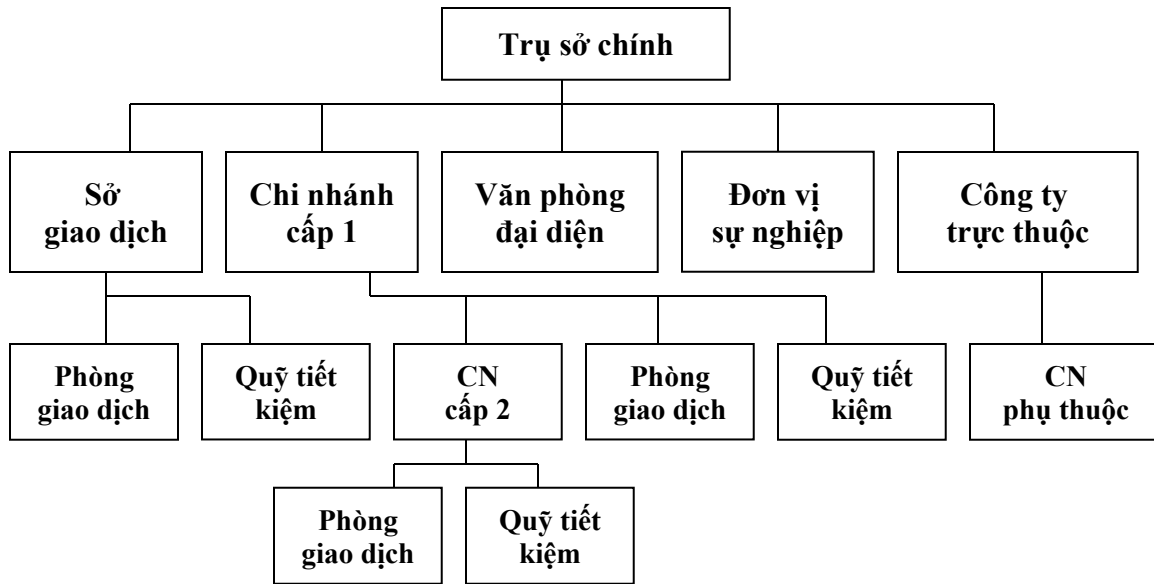 Trụ sở chính
Sở
giao dịch
Chi nhánh
cấp 1
Văn phòng
đại diện
Đơn vị
sự nghiệp
Công ty
trực thuộc
Phòng
giao dịch
Quỹ tiết
kiệm
CN
cấp 2
Phòng
giao dịch
Quỹ tiết
kiệm
CN
phụ thuộc
Phòng
giao dịch
Quỹ tiết
kiệm